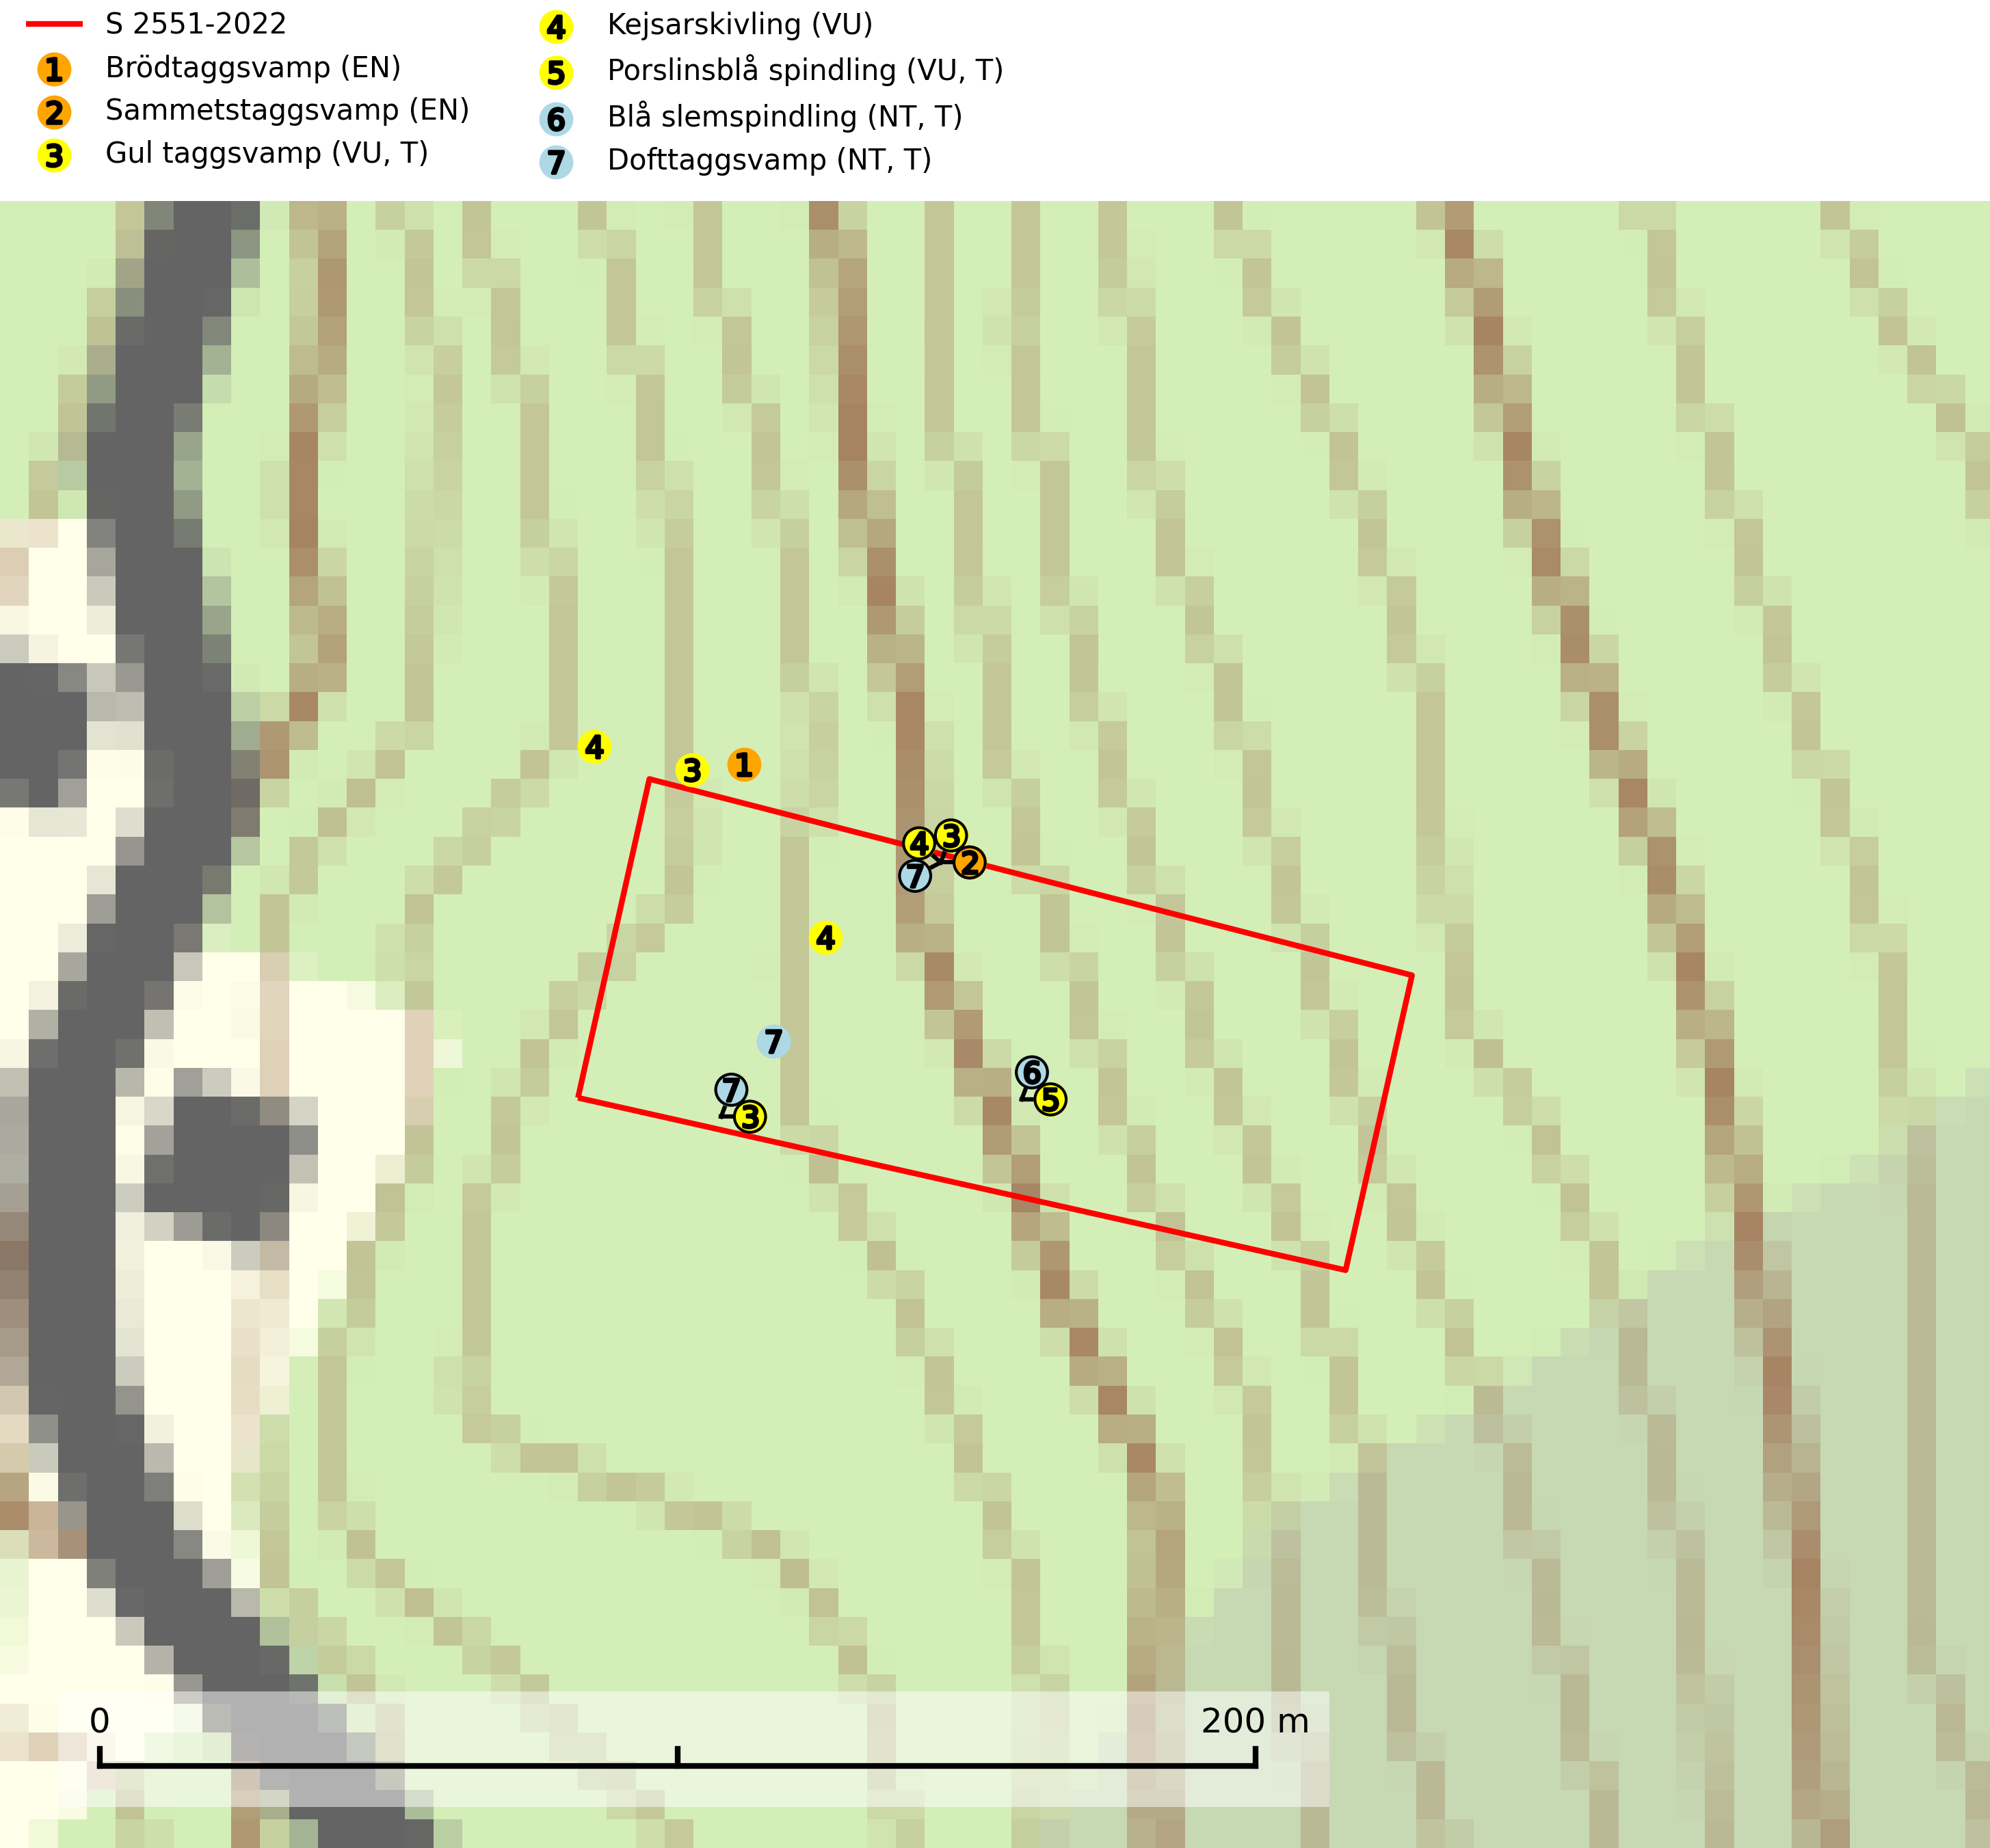 S 2551-2022
1 Brödtaggsvamp (EN)
2 Sammetstaggsvamp (EN)
3 Gul taggsvamp (VU, T)
4 Kejsarskivling (VU)
5 Porslinsblå spindling (VU, T)
6 Blå slemspindling (NT, T)
7 Dofttaggsvamp (NT, T)
4
3
1
4
3
2
7
4
7
7
3
6
5
0
200 m